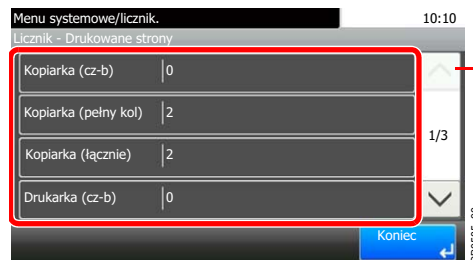 Menu systemowe/licznik. 10:10
Licznik - Drukowane strony
Kopiarka (cz-b) 0
Kopiarka (pełny kol) 2
1/3
Kopiarka (łącznie) 2
Drukarka (cz-b) 0
Koniec